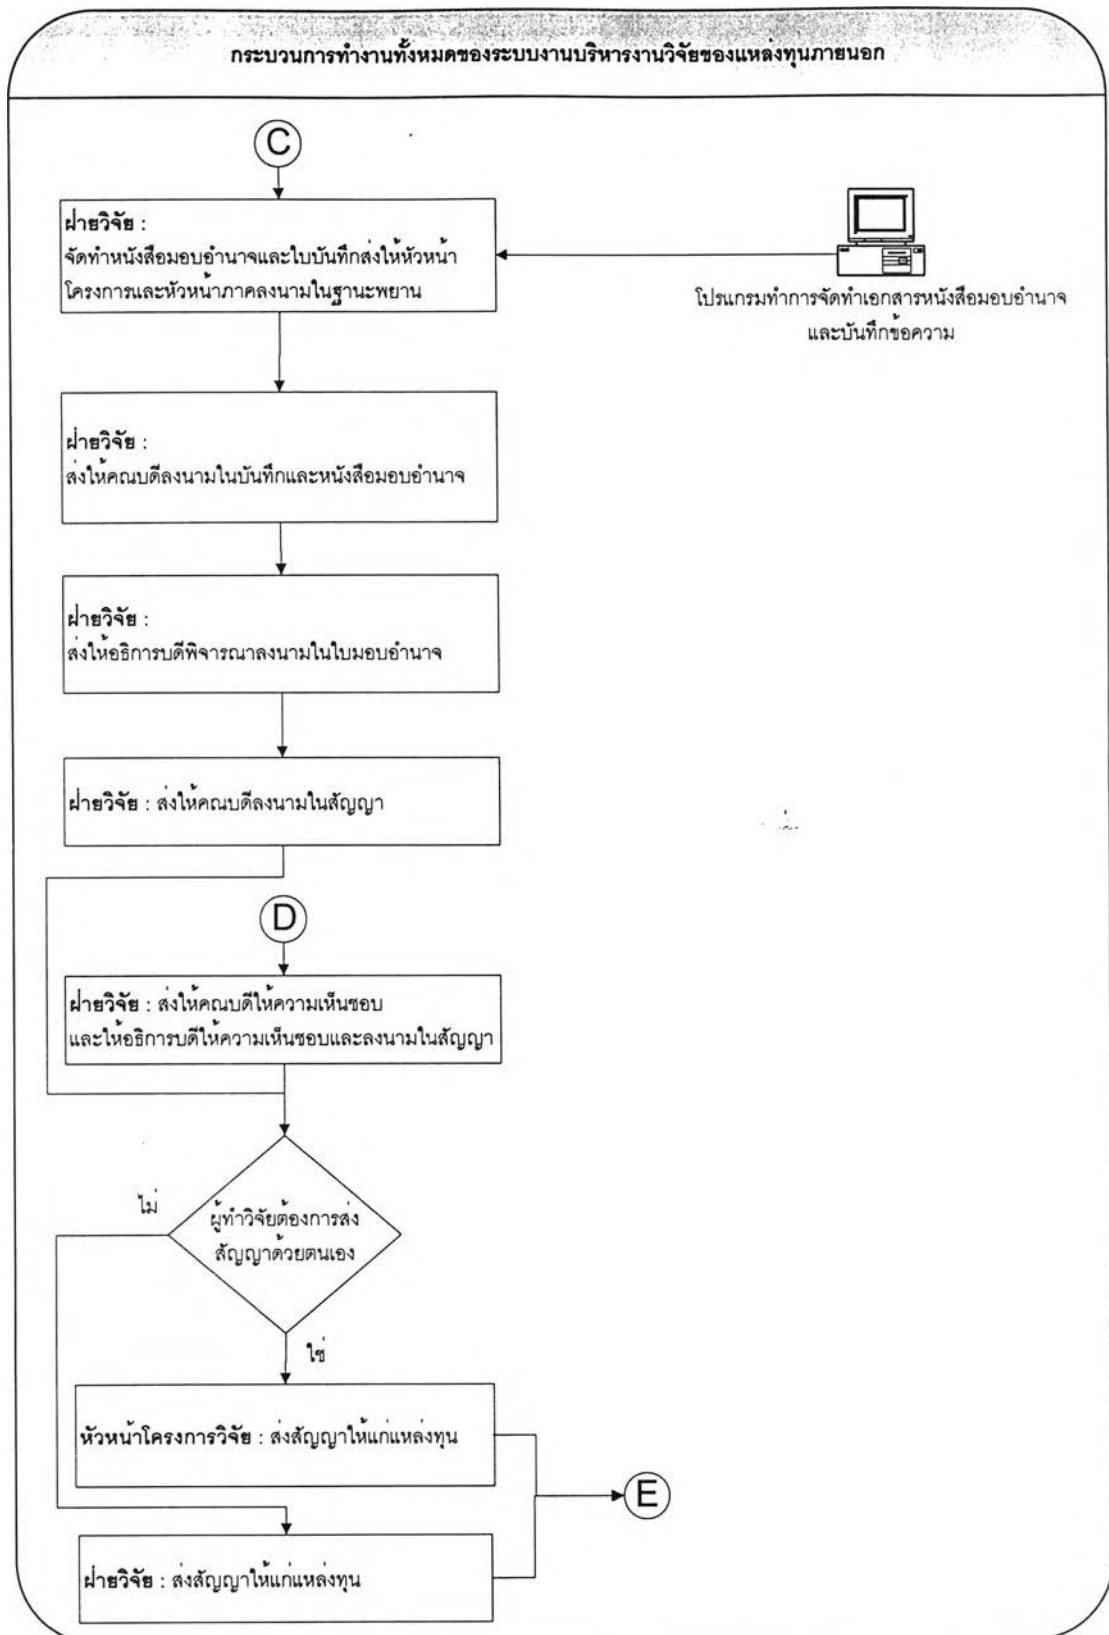 กระบวนการทำงานทั้งหมดของระบบงานบริหารงานวิจัยของแหล่งทุนภายนอก
C
ฝ่ายวิจัย :
จัดทำหนังสือมอบอำนาจและใบบันทึกส่งให้หัวหน้า
โครงการและหัวหน้าภาคลงนามในฐานะพยาน
โปรแกรมทำการจัดทำเอกสารหนังสือมอบอำนาจ
และบันทึกข้อความ
ฝ่ายวิจัย :
ส่งให้คณบดีลงนามในบันทึกและหนังสือมอบอำนาจ
ฝ่ายวิจัย :
ส่งให้อธิการบดีพิจารณาลงนามในใบมอบอำนาจ
ฝ่ายวิจัย : ส่งให้คณบดีลงนามในสัญญา
D
ฝ่ายวิจัย : ส่งให้คณบดีให้ความเห็นชอบ
และให้อธิการบดีให้ความเห็นชอบและลงนามในสัญญา
ไม่
ผู้ทำวิจัยต้องการส่ง
สัญญาด้วยตนเอง
ใช่
หัวหน้าโครงการวิจัย : ส่งสัญญาให้แก่แหล่งทุน
E
ฝ่ายวิจัย : ส่งสัญญาให้แก่แหล่งทุน